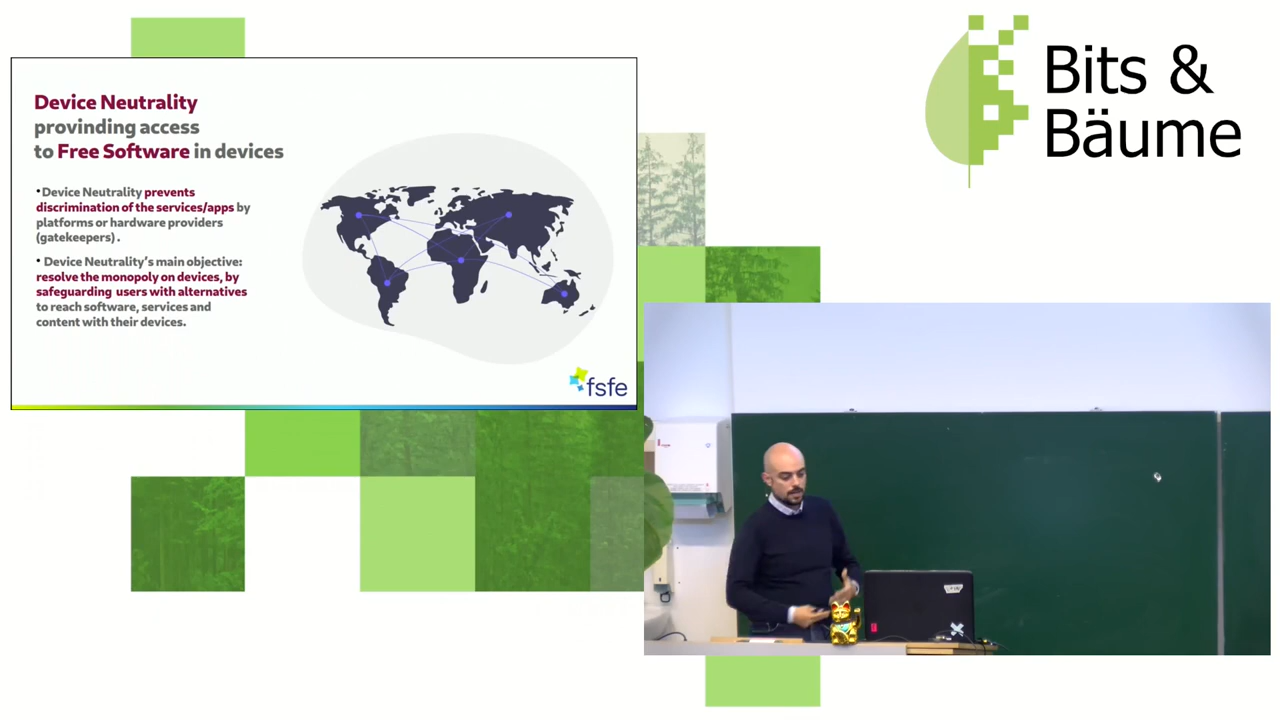 Device Neutrality
provinding access
to Free Software in devices
•Device Neutrality prevents
discrimination of the services/apps by
platforms or hardware providers
(gatekeepers) .
• Device Neutrality's main objective:
resolve the monopoly on devices, by
safeguarding users with alternatives
to reach software, services and
content with their devices.
fsfe
Bits &
Bäume